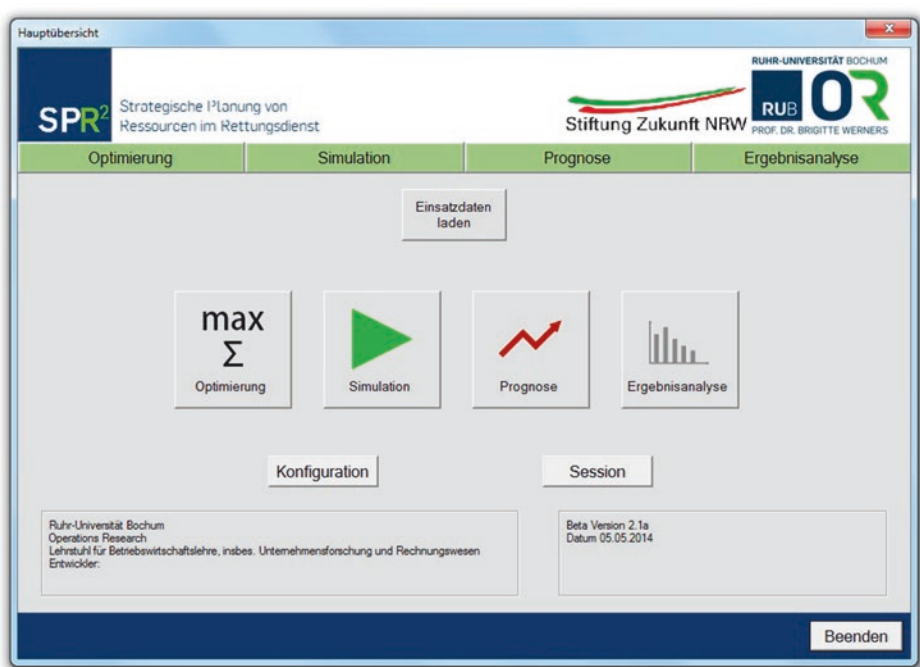 Hauptübersicht
SPR²
Strategische Planung von
Ressourcen im Rettungsdienst
Stiftung Zukunft NRW
RUHR-UNIVERSITÄT BOCHUM
RUB OR
PROF. DR. BRIGITTE WERNERS
Optimierung
Simulation
Prognose
Ergebnisanalyse
Einsatzdaten
laden
max
Σ
Optimierung
Simulation
Prognose
Ergebnisanalyse
Konfiguration
Session
Ruhr-Universität Bochum
Operations Research
Lehrstuhl für Betriebswirtschaftslehre, insbes. Unternehmensforschung und Rechnungswesen
Entwickler:
Beta Version 2.1a
Datum 05.05.2014
Beenden